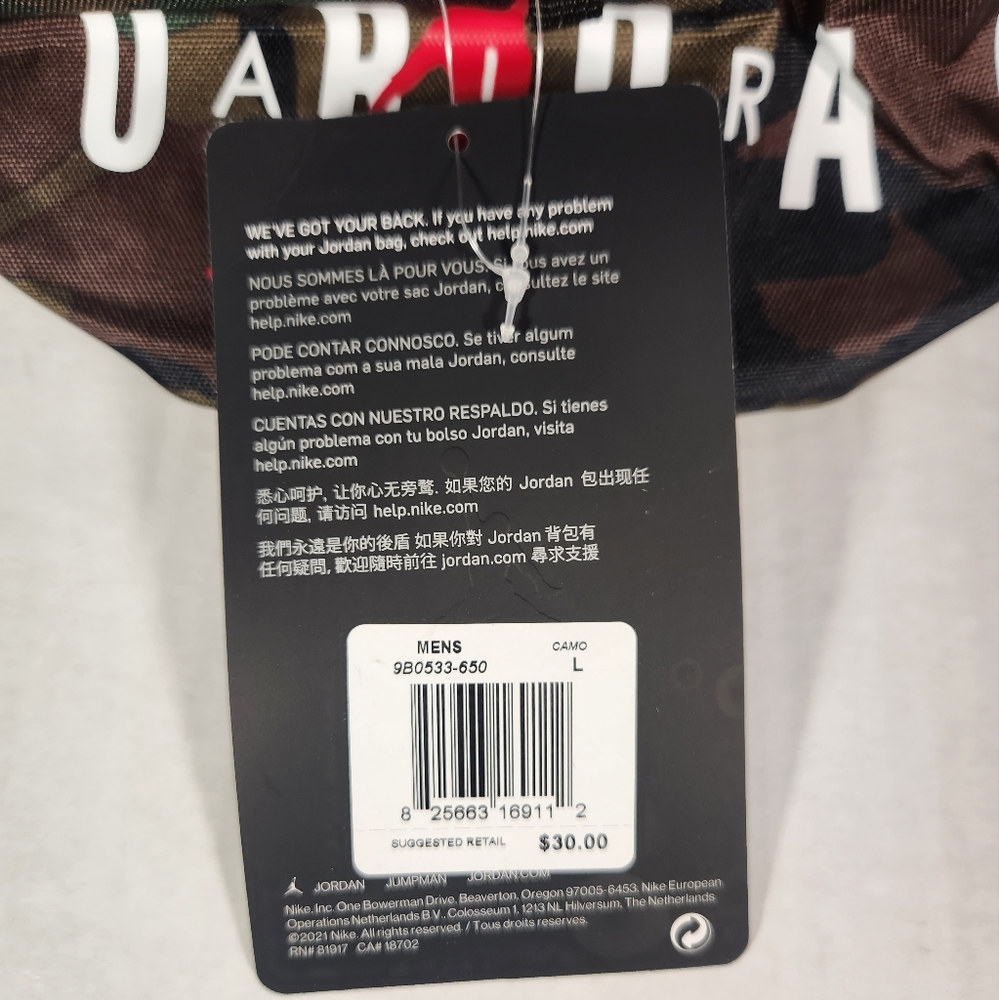 U A R D R A
WE'VE GOT YOUR BACK. If you have any problem
with your Jordan bag, check out help.nike.com
NOUS SOMMES LÀ POUR VOUS. Si vous avez un
problème avec votre sac Jordan, consultez le site
help.nike.com
PODE CONTAR CONNOSCO. Se tiver algum
problema com a sua mala Jordan, consulte
help.nike.com
CUENTAS CON NUESTRO RESPALDO. Si tienes
algún problema con tu bolso Jordan, visita
help.nike.com
悉心呵护, 让你心无旁骛. 如果您的 Jordan 包出现任
何问题, 请访问 help.nike.com
我們永遠是你的後盾 如果你對 Jordan 背包有
任何疑問, 歡迎隨時前往 jordan.com 尋求支援
MENS CAMO
9B0533-650 L
8 25663 16911 2
SUGGESTED RETAIL $30.00
JORDAN JUMPMAN JORDAN.COM
Nike, Inc. One Bowerman Drive, Beaverton, Oregon 97005-6453. Nike European
Operations Netherlands B.V., Colosseum 1, 1213 NL Hilversum, The Netherlands
©2021 Nike. All rights reserved. / Tous droits reservés.
RN# 81917 CA# 18702